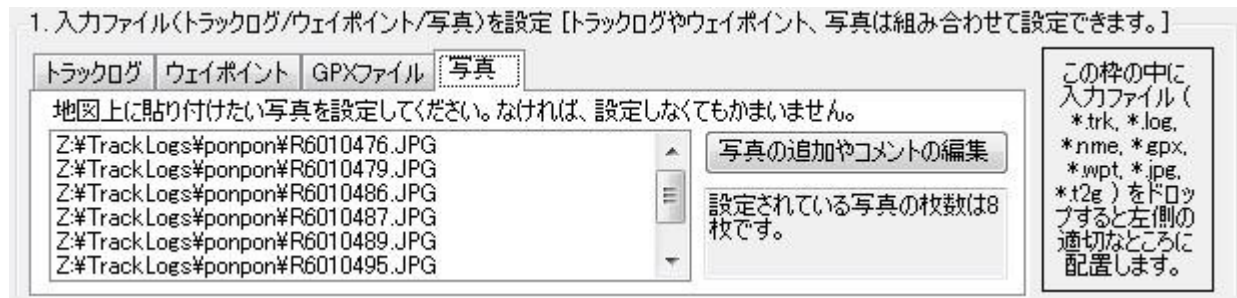 1. 入力ファイル(トラックログ/ウェイポイント/写真)を設定 [トラックログやウェイポイント、写真は組み合わせて設定できます。]
トラックログ ウェイポイント GPXファイル 写真
地図上に貼り付けたい写真を設定してください。なければ、設定しなくてもかまいません。
Z:¥TrackLogs¥ponpon¥R6010476.JPG
Z:¥TrackLogs¥ponpon¥R6010479.JPG
Z:¥TrackLogs¥ponpon¥R6010486.JPG
Z:¥TrackLogs¥ponpon¥R6010487.JPG
Z:¥TrackLogs¥ponpon¥R6010489.JPG
Z:¥TrackLogs¥ponpon¥R6010495.JPG
写真の追加やコメントの編集
設定されている写真の枚数は8
枚です。
この枠の中に
入力ファイル (
*.trk, *.log,
*.nme, *.gpx,
*.wpt, *.jpg,
*.t2g ) をドロッ
プすると左側の
適切なところに
配置します。